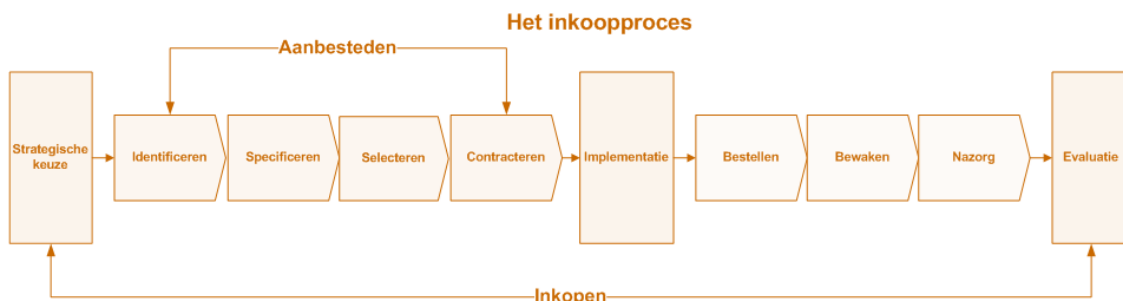 Het inkoopproces
Aanbesteden
Strategische
keuze
Identificeren
Specificeren
Selecteren
Contracteren
Implementatie
Bestellen
Bewaken
Nazorg
Evaluatie
Inkopen